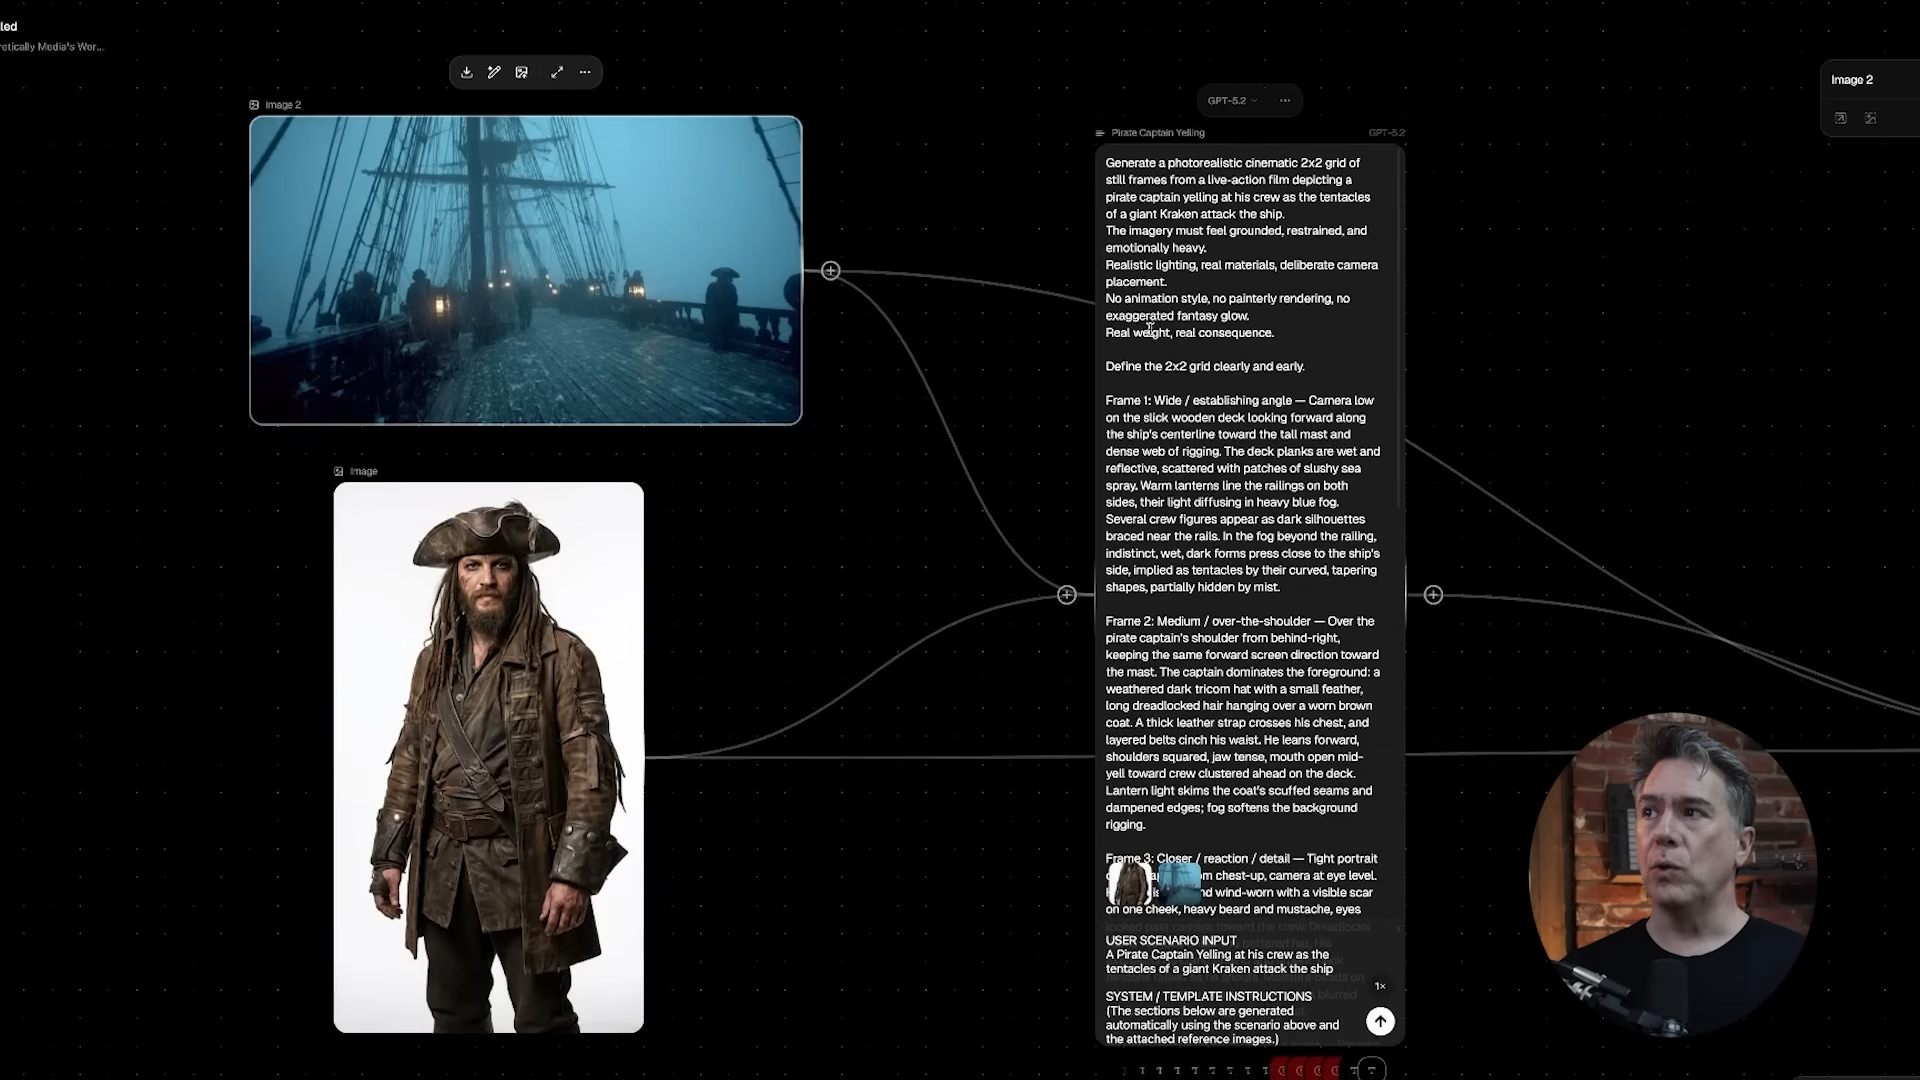 led
retically Media's Wor...
Image 2
Image
GPT-5.2
Pirate Captain Yelling
GPT-5.2
Generate a photorealistic cinematic 2x2 grid of
still frames from a live-action film depicting a
pirate captain yelling at his crew as the tentacles
of a giant Kraken attack the ship.
The imagery must feel grounded, restrained, and
emotionally heavy.
Realistic lighting, real materials, deliberate camera
placement.
No animation style, no painterly rendering, no
exaggerated fantasy glow.
Real weight, real consequence.
Define the 2x2 grid clearly and early.
Frame 1: Wide / establishing angle — Camera low
on the slick wooden deck looking forward along
the ship's centerline toward the tall mast and
dense web of rigging. The deck planks are wet and
reflective, scattered with patches of slushy sea
spray. Warm lanterns line the railings on both
sides, their light diffusing in heavy blue fog.
Several crew figures appear as dark silhouettes
braced near the rails. In the fog beyond the railing,
indistinct, wet, dark forms press close to the ship's
side, implied as tentacles by their curved, tapering
shapes, partially hidden by mist.
Frame 2: Medium / over-the-shoulder — Over the
pirate captain's shoulder from behind-right,
keeping the same forward screen direction toward
the mast. The captain dominates the foreground: a
weathered dark tricorn hat with a small feather,
long dreadlocked hair hanging over a worn brown
coat. A thick leather strap crosses his chest, and
layered belts cinch his waist. He leans forward,
shoulders squared, jaw tense, mouth open mid-
yell toward crew clustered ahead on the deck.
Lantern light skims the coat's scuffed seams and
dampened edges; fog softens the background
rigging.
Frame 3: Closer / reaction / detail — Tight portrait
om chest-up, camera at eye level.
nd wind-worn with a visible scar
on one cheek, heavy beard and mustache, eyes
locked past camera toward the crew. Dreadlocks
USER SCENARIO INPUT
A Pirate Captain Yelling at his crew as the
tentacles of a giant Kraken attack the ship
SYSTEM / TEMPLATE INSTRUCTIONS
(The sections below are generated
automatically using the scenario above and
the attached reference images.)
1×
Image 2